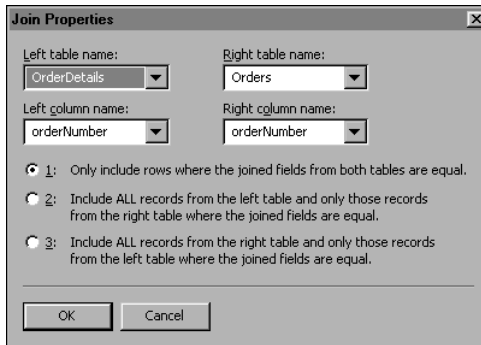 Join Properties
Left table name:
Right table name:
OrderDetails
Orders
Left column name:
Right column name:
orderNumber
orderNumber
1: Only include rows where the joined fields from both tables are equal.
2: Include ALL records from the left table and only those records
from the right table where the joined fields are equal.
3: Include ALL records from the right table and only those records
from the left table where the joined fields are equal.
OK
Cancel